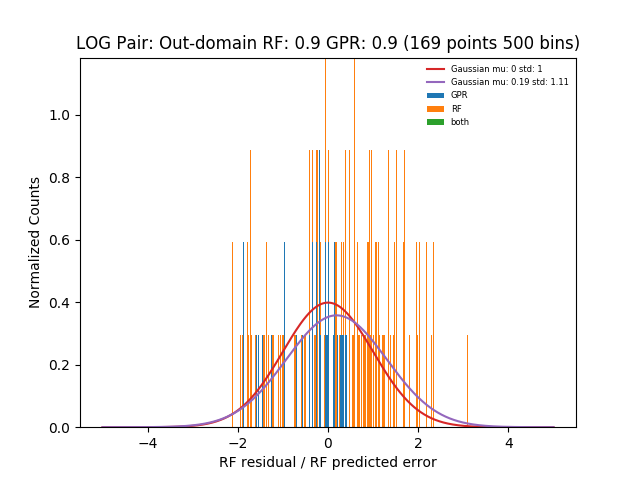 LOG Pair: Out-domain RF: 0.9 GPR: 0.9 (169 points 500 bins)
Gaussian mu: 0 std: 1
Gaussian mu: 0.19 std: 1.11
GPR
RF
both
Normalized Counts
1.0
0.8
0.6
0.4
0.2
0.0
−4 −2 0 2 4
RF residual / RF predicted error